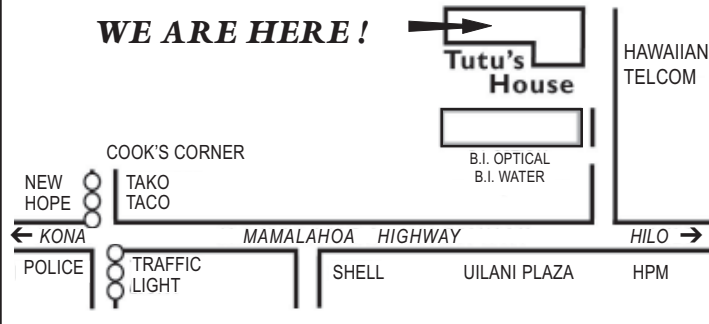 WE ARE HERE !
Tutu's
House
HAWAIIAN
TELCOM
B.I. OPTICAL
B.I. WATER
COOK'S CORNER
NEW
HOPE
TAKO
TACO
← KONA
MAMALAHOA HIGHWAY
HILO →
POLICE
TRAFFIC
LIGHT
SHELL
UILANI PLAZA
HPM